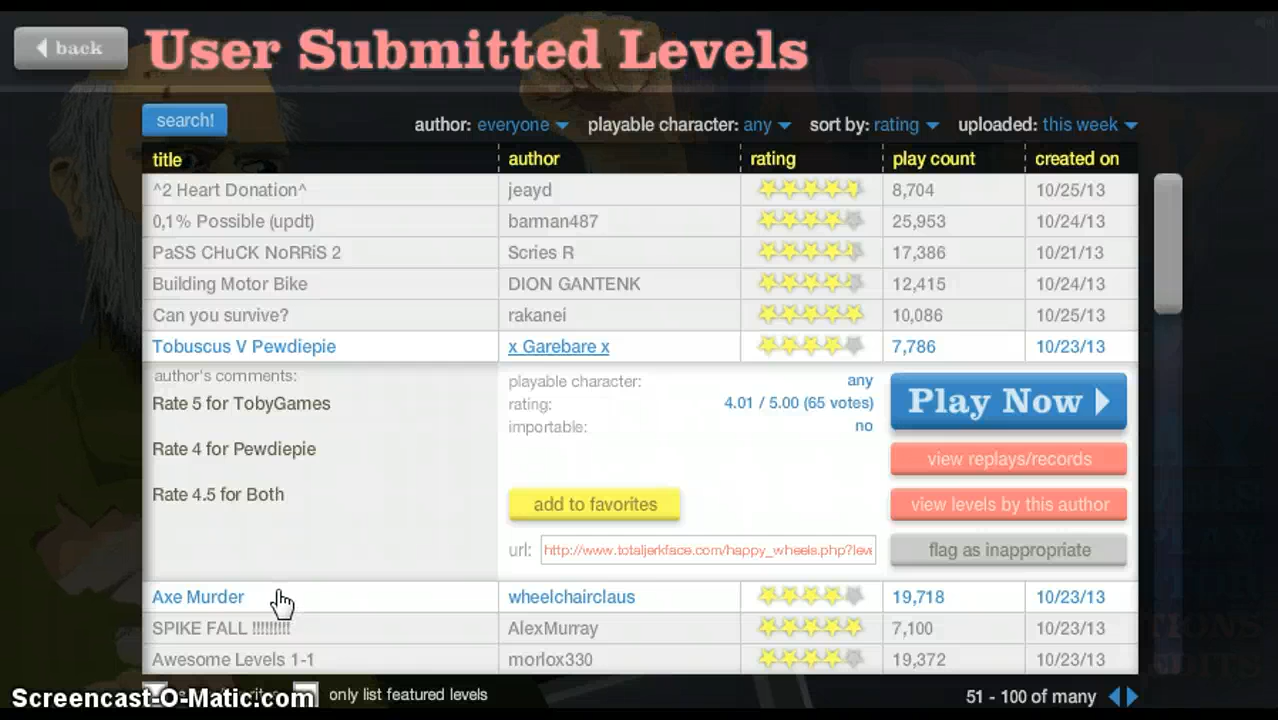 back
User Submitted Levels
search!
author: everyone playable character: any sort by: rating uploaded: this week
title author rating play count created on
^2 Heart Donation^ jeayd 8,704 10/25/13
0,1% Possible (updt) barman487 25,953 10/24/13
PaSS CHuCK NoRRiS 2 Scries R 17,386 10/21/13
Building Motor Bike DION GANTENK 12,415 10/24/13
Can you survive? rakanei 10,086 10/25/13
Tobuscus V Pewdiepie x Garebare x 7,786 10/23/13
author's comments:
Rate 5 for TobyGames
Rate 4 for Pewdiepie
Rate 4.5 for Both
playable character: any
rating: 4.01 / 5.00 (65 votes)
importable: no
add to favorites
url: http://www.totaljerkface.com/happy_wheels.php?leve
Play Now
view replays/records
view levels by this author
flag as inappropriate
Axe Murder wheelchairclaus 19,718 10/23/13
SPIKE FALL !!!!!!!!! AlexMurray 7,100 10/23/13
Awesome Levels 1-1 morlox330 19,372 10/23/13
Screencast-O-Matic.com only list featured levels 51 - 100 of many